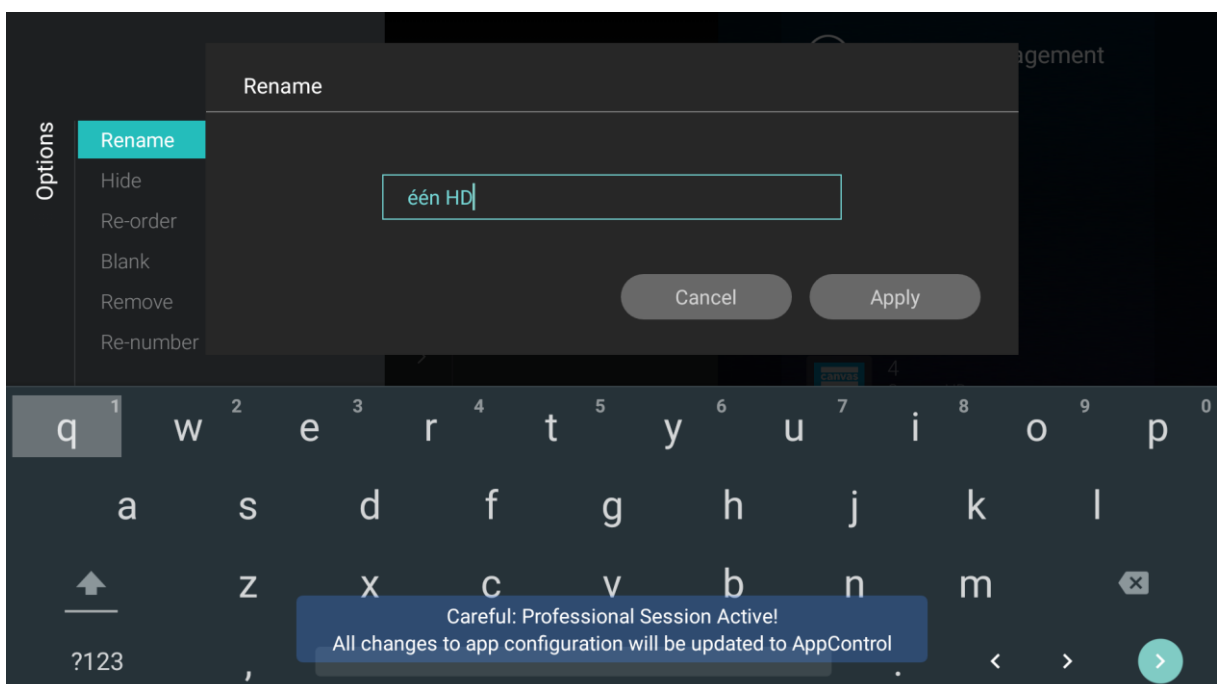 agement
Rename
Options
Rename
Hide
Re-order
Blank
Remove
Re-number
één HD
Cancel
Apply
canvas
4
q 1 w 2 e 3 r 4 t 5 y 6 u 7 i 8 o 9 p 0
a s d f g h j k l
z x c v b n m
Careful: Professional Session Active!
All changes to app configuration will be updated to AppControl
?123 , . < >